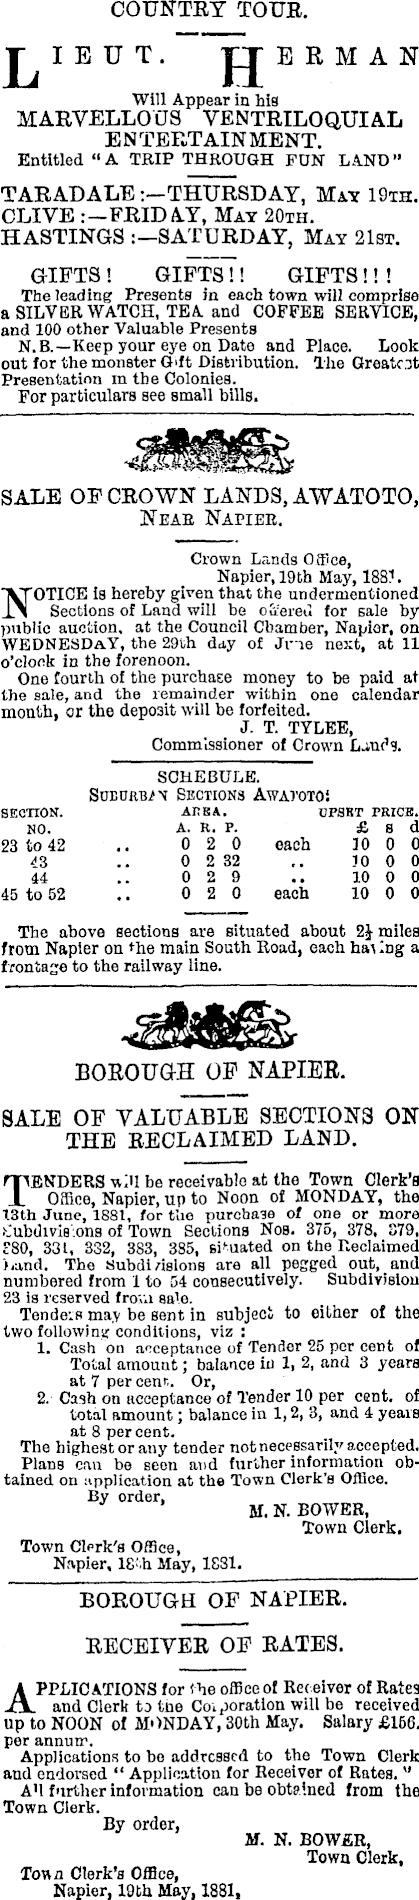 COUNTRY TOUR.
LIEUT. HERMAN
Will Appear in his
MARVELLOUS VENTRILOQUIAL
ENTERTAINMENT.
Entitled "A TRIP THROUGH FUN LAND"
TARADALE:—THURSDAY, MAY 19TH.
CLIVE:—FRIDAY, MAY 20TH.
HASTINGS:—SATURDAY, MAY 21ST.
GIFTS! GIFTS!! GIFTS!!!
The leading Presents in each town will comprise
a SILVER WATCH, TEA and COFFEE SERVICE,
and 100 other Valuable Presents
N.B.—Keep your eye on Date and Place. Look
out for the monster Gift Distribution. The Greatest
Presentation in the Colonies.
For particulars see small bills.
SALE OF CROWN LANDS, AWATOTO,
NEAR NAPIER.
Crown Lands Office,
Napier, 19th May, 1881.
NOTICE is hereby given that the undermentioned
Sections of Land will be offered for sale by
public auction, at the Council Chamber, Napier, on
WEDNESDAY, the 29th day of June next, at 11
o'clock in the forenoon.
One fourth of the purchase money to be paid at
the sale, and the remainder within one calendar
month, or the deposit will be forfeited.
J. T. TYLEE,
Commissioner of Crown Lands.
SCHEBULE.
SUBURBAN SECTIONS AWATOTO:
SECTION. AREA. UPSET PRICE.
NO. A. R. P. £ s d
23 to 42 .. 0 2 0 each 10 0 0
43 .. 0 2 32 .. 10 0 0
44 .. 0 2 9 .. 10 0 0
45 to 52 .. 0 2 0 each 10 0 0
The above sections are situated about 2½ miles
from Napier on the main South Road, each having a
frontage to the railway line.
BOROUGH OF NAPIER.
SALE OF VALUABLE SECTIONS ON
THE RECLAIMED LAND.
TENDERS will be receivable at the Town Clerk's
Office, Napier, up to Noon of MONDAY, the
13th June, 1881, for the purchase of one or more
Subdivisions of Town Sections Nos. 375, 378, 379,
380, 331, 332, 383, 385, situated on the Reclaimed
Land. The Subdivisions are all pegged out, and
numbered from 1 to 54 consecutively. Subdivision
23 is reserved from sale.
Tenders may be sent in subject to either of the
two following conditions, viz:
1. Cash on acceptance of Tender 25 per cent of
Total amount; balance in 1, 2, and 3 years
at 7 per cent. Or,
2. Cash on acceptance of Tender 10 per cent. of
total amount; balance in 1, 2, 3, and 4 years
at 8 per cent.
The highest or any tender not necessarily accepted.
Plans can be seen and further information ob-
tained on application at the Town Clerk's Office.
By order,
M. N. BOWER,
Town Clerk.
Town Clerk's Office,
Napier, 18th May, 1881.
BOROUGH OF NAPIER.
RECEIVER OF RATES.
APPLICATIONS for the office of Receiver of Rates
and Clerk to the Corporation will be received
up to NOON of MONDAY, 30th May. Salary £156.
per annum.
Applications to be addressed to the Town Clerk
and endorsed "Application for Receiver of Rates."
All further information can be obtained from the
Town Clerk.
By order,
M. N. BOWER,
Town Clerk,
Town Clerk's Office,
Napier, 19th May, 1881,